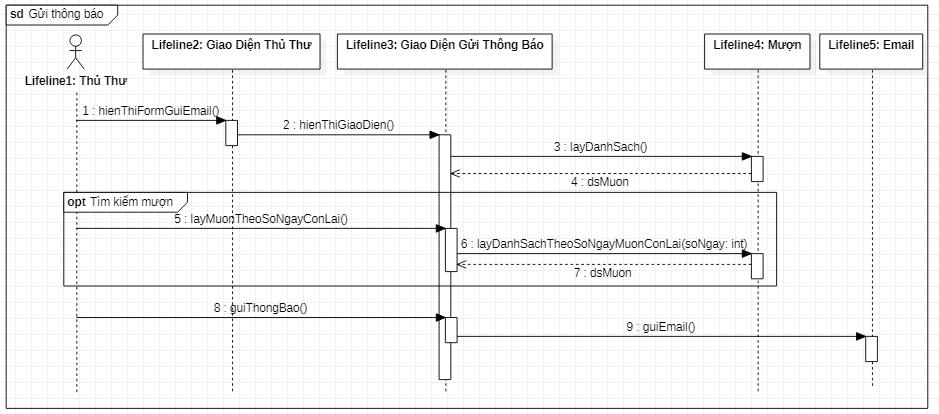 sd Gửi thông báo
Lifeline1: Thủ Thư
Lifeline2: Giao Diện Thủ Thư
Lifeline3: Giao Diện Gửi Thông Báo
Lifeline4: Mượn
Lifeline5: Email
1 : hienThiFormGuiEmail()
2 : hienThiGiaoDien()
3 : layDanhSach()
4 : dsMuon
opt Tìm kiếm mượn
5 : layMuonTheoSoNgayConLai()
6 : layDanhSachTheoSoNgayMuonConLai(soNgay: int)
7 : dsMuon
8 : guiThongBao()
9 : guiEmail()